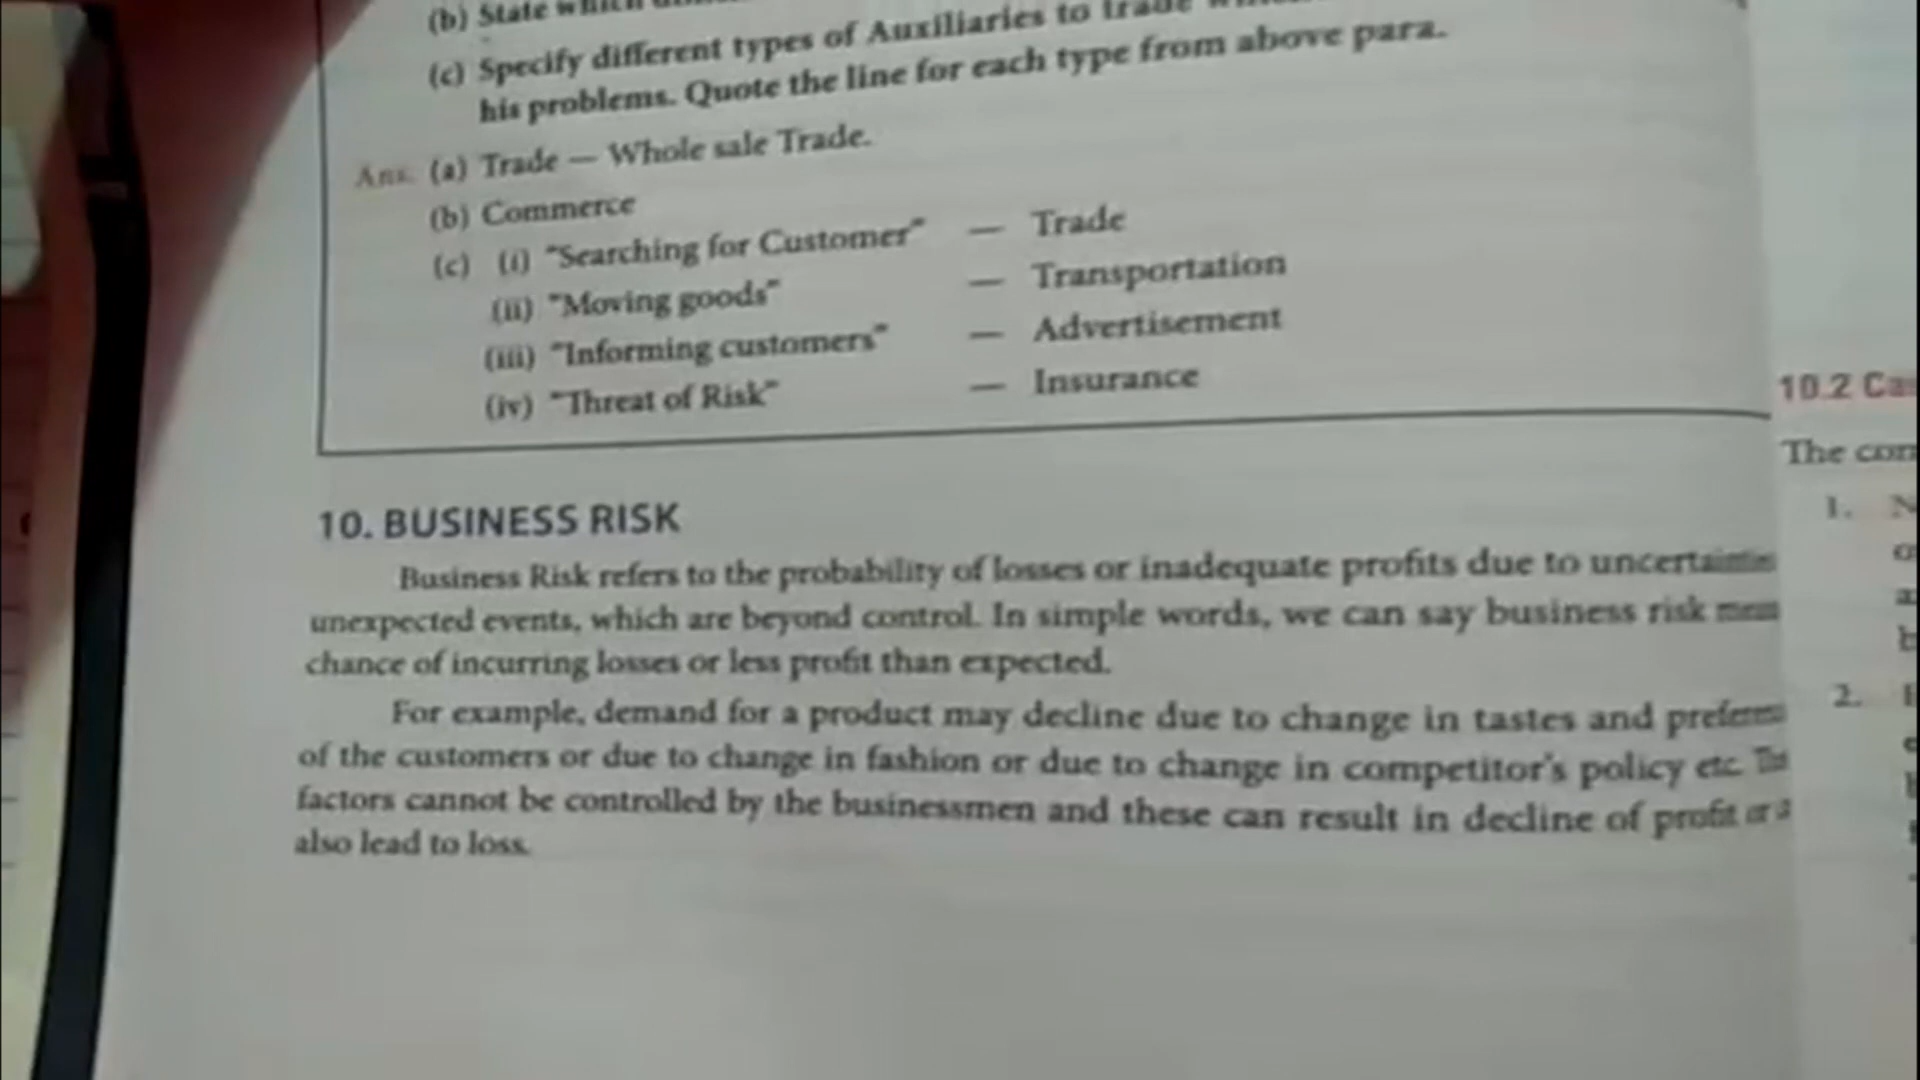 (b) State which
(c) Specify different types of Auxiliaries to trade
his problems. Quote the line for each type from above para.
Ans. (a) Trade — Whole sale Trade.
(b) Commerce
(c) (i) "Searching for Customer" — Trade
(ii) "Moving goods" — Transportation
(iii) "Informing customers" — Advertisement
(iv) "Threat of Risk" — Insurance
10. BUSINESS RISK
Business Risk refers to the probability of losses or inadequate profits due to
unexpected events, which are beyond control. In simple words, we can say business risk
chance of incurring losses or less profit than expected.
For example, demand for a product may decline due to change in tastes and
of the customers or due to change in fashion or due to change in competitor's policy etc.
factors cannot be controlled by the businessmen and these can result in decline of profit or
also lead to loss.
10.2
The
1.
2.